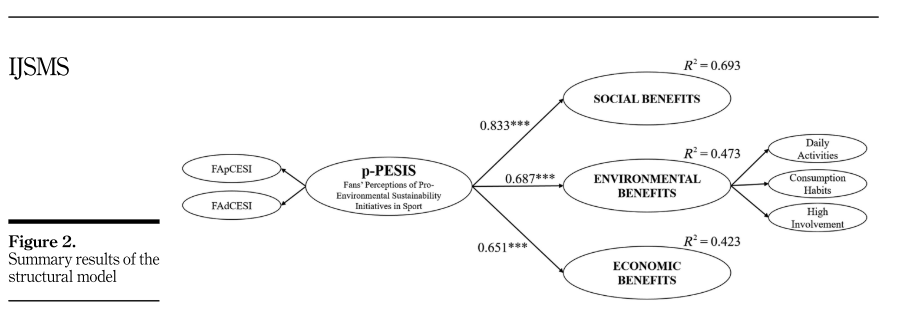 IJSMS
Figure 2.
Summary results of the
structural model
FApCESI
FAdCESI
p-PESIS
Fans' Perceptions of Pro-
Environmental Sustainability
Initiatives in Sport
0.833***
0.687***
0.651***
R² = 0.693
SOCIAL BENEFITS
R² = 0.473
ENVIRONMENTAL
BENEFITS
R² = 0.423
ECONOMIC
BENEFITS
Daily
Activities
Consumption
Habits
High
Involvement